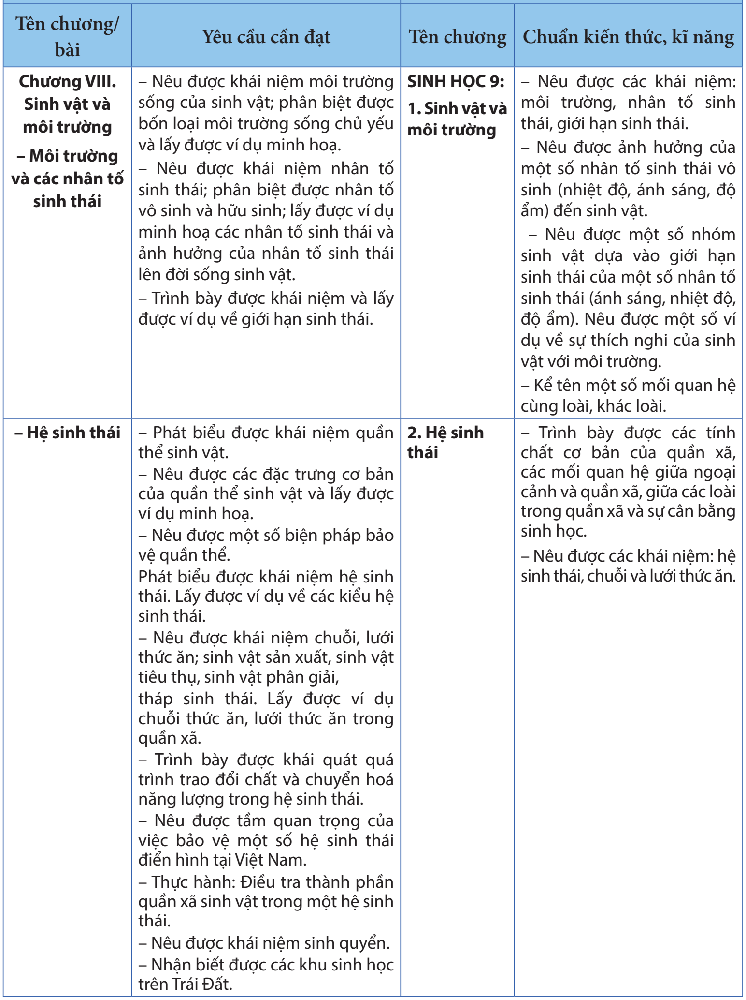 Tên chương/
bài
Yêu cầu cần đạt
Tên chương
Chuẩn kiến thức, kĩ năng
Chương VIII.
Sinh vật và
môi trường
– Môi trường
và các nhân tố
sinh thái
– Nêu được khái niệm môi trường
sống của sinh vật; phân biệt được
bốn loại môi trường sống chủ yếu
và lấy được ví dụ minh hoạ.
– Nêu được khái niệm nhân tố
sinh thái; phân biệt được nhân tố
vô sinh và hữu sinh; lấy được ví dụ
minh hoạ các nhân tố sinh thái và
ảnh hưởng của nhân tố sinh thái
lên đời sống sinh vật.
– Trình bày được khái niệm và lấy
được ví dụ về giới hạn sinh thái.
SINH HỌC 9:
1. Sinh vật và
môi trường
– Nêu được các khái niệm:
môi trường, nhân tố sinh
thái, giới hạn sinh thái.
– Nêu được ảnh hưởng của
một số nhân tố sinh thái vô
sinh (nhiệt độ, ánh sáng, độ
ẩm) đến sinh vật.
– Nêu được một số nhóm
sinh vật dựa vào giới hạn
sinh thái của một số nhân tố
sinh thái (ánh sáng, nhiệt độ,
độ ẩm). Nêu được một số ví
dụ về sự thích nghi của sinh
vật với môi trường.
– Kể tên một số mối quan hệ
cùng loài, khác loài.
– Hệ sinh thái
– Phát biểu được khái niệm quần
thể sinh vật.
– Nêu được các đặc trưng cơ bản
của quần thể sinh vật và lấy được
ví dụ minh hoạ.
– Nêu được một số biện pháp bảo
vệ quần thể.
Phát biểu được khái niệm hệ sinh
thái. Lấy được ví dụ về các kiểu hệ
sinh thái.
– Nêu được khái niệm chuỗi, lưới
thức ăn; sinh vật sản xuất, sinh vật
tiêu thụ, sinh vật phân giải,
tháp sinh thái. Lấy được ví dụ
chuỗi thức ăn, lưới thức ăn trong
quần xã.
– Trình bày được khái quát quá
trình trao đổi chất và chuyển hoá
năng lượng trong hệ sinh thái.
– Nêu được tầm quan trọng của
việc bảo vệ một số hệ sinh thái
điển hình tại Việt Nam.
– Thực hành: Điều tra thành phần
quần xã sinh vật trong một hệ sinh
thái.
– Nêu được khái niệm sinh quyển.
– Nhận biết được các khu sinh học
trên Trái Đất.
2. Hệ sinh
thái
– Trình bày được các tính
chất cơ bản của quần xã,
các mối quan hệ giữa ngoại
cảnh và quần xã, giữa các loài
trong quần xã và sự cân bằng
sinh học.
– Nêu được các khái niệm: hệ
sinh thái, chuỗi và lưới thức ăn.